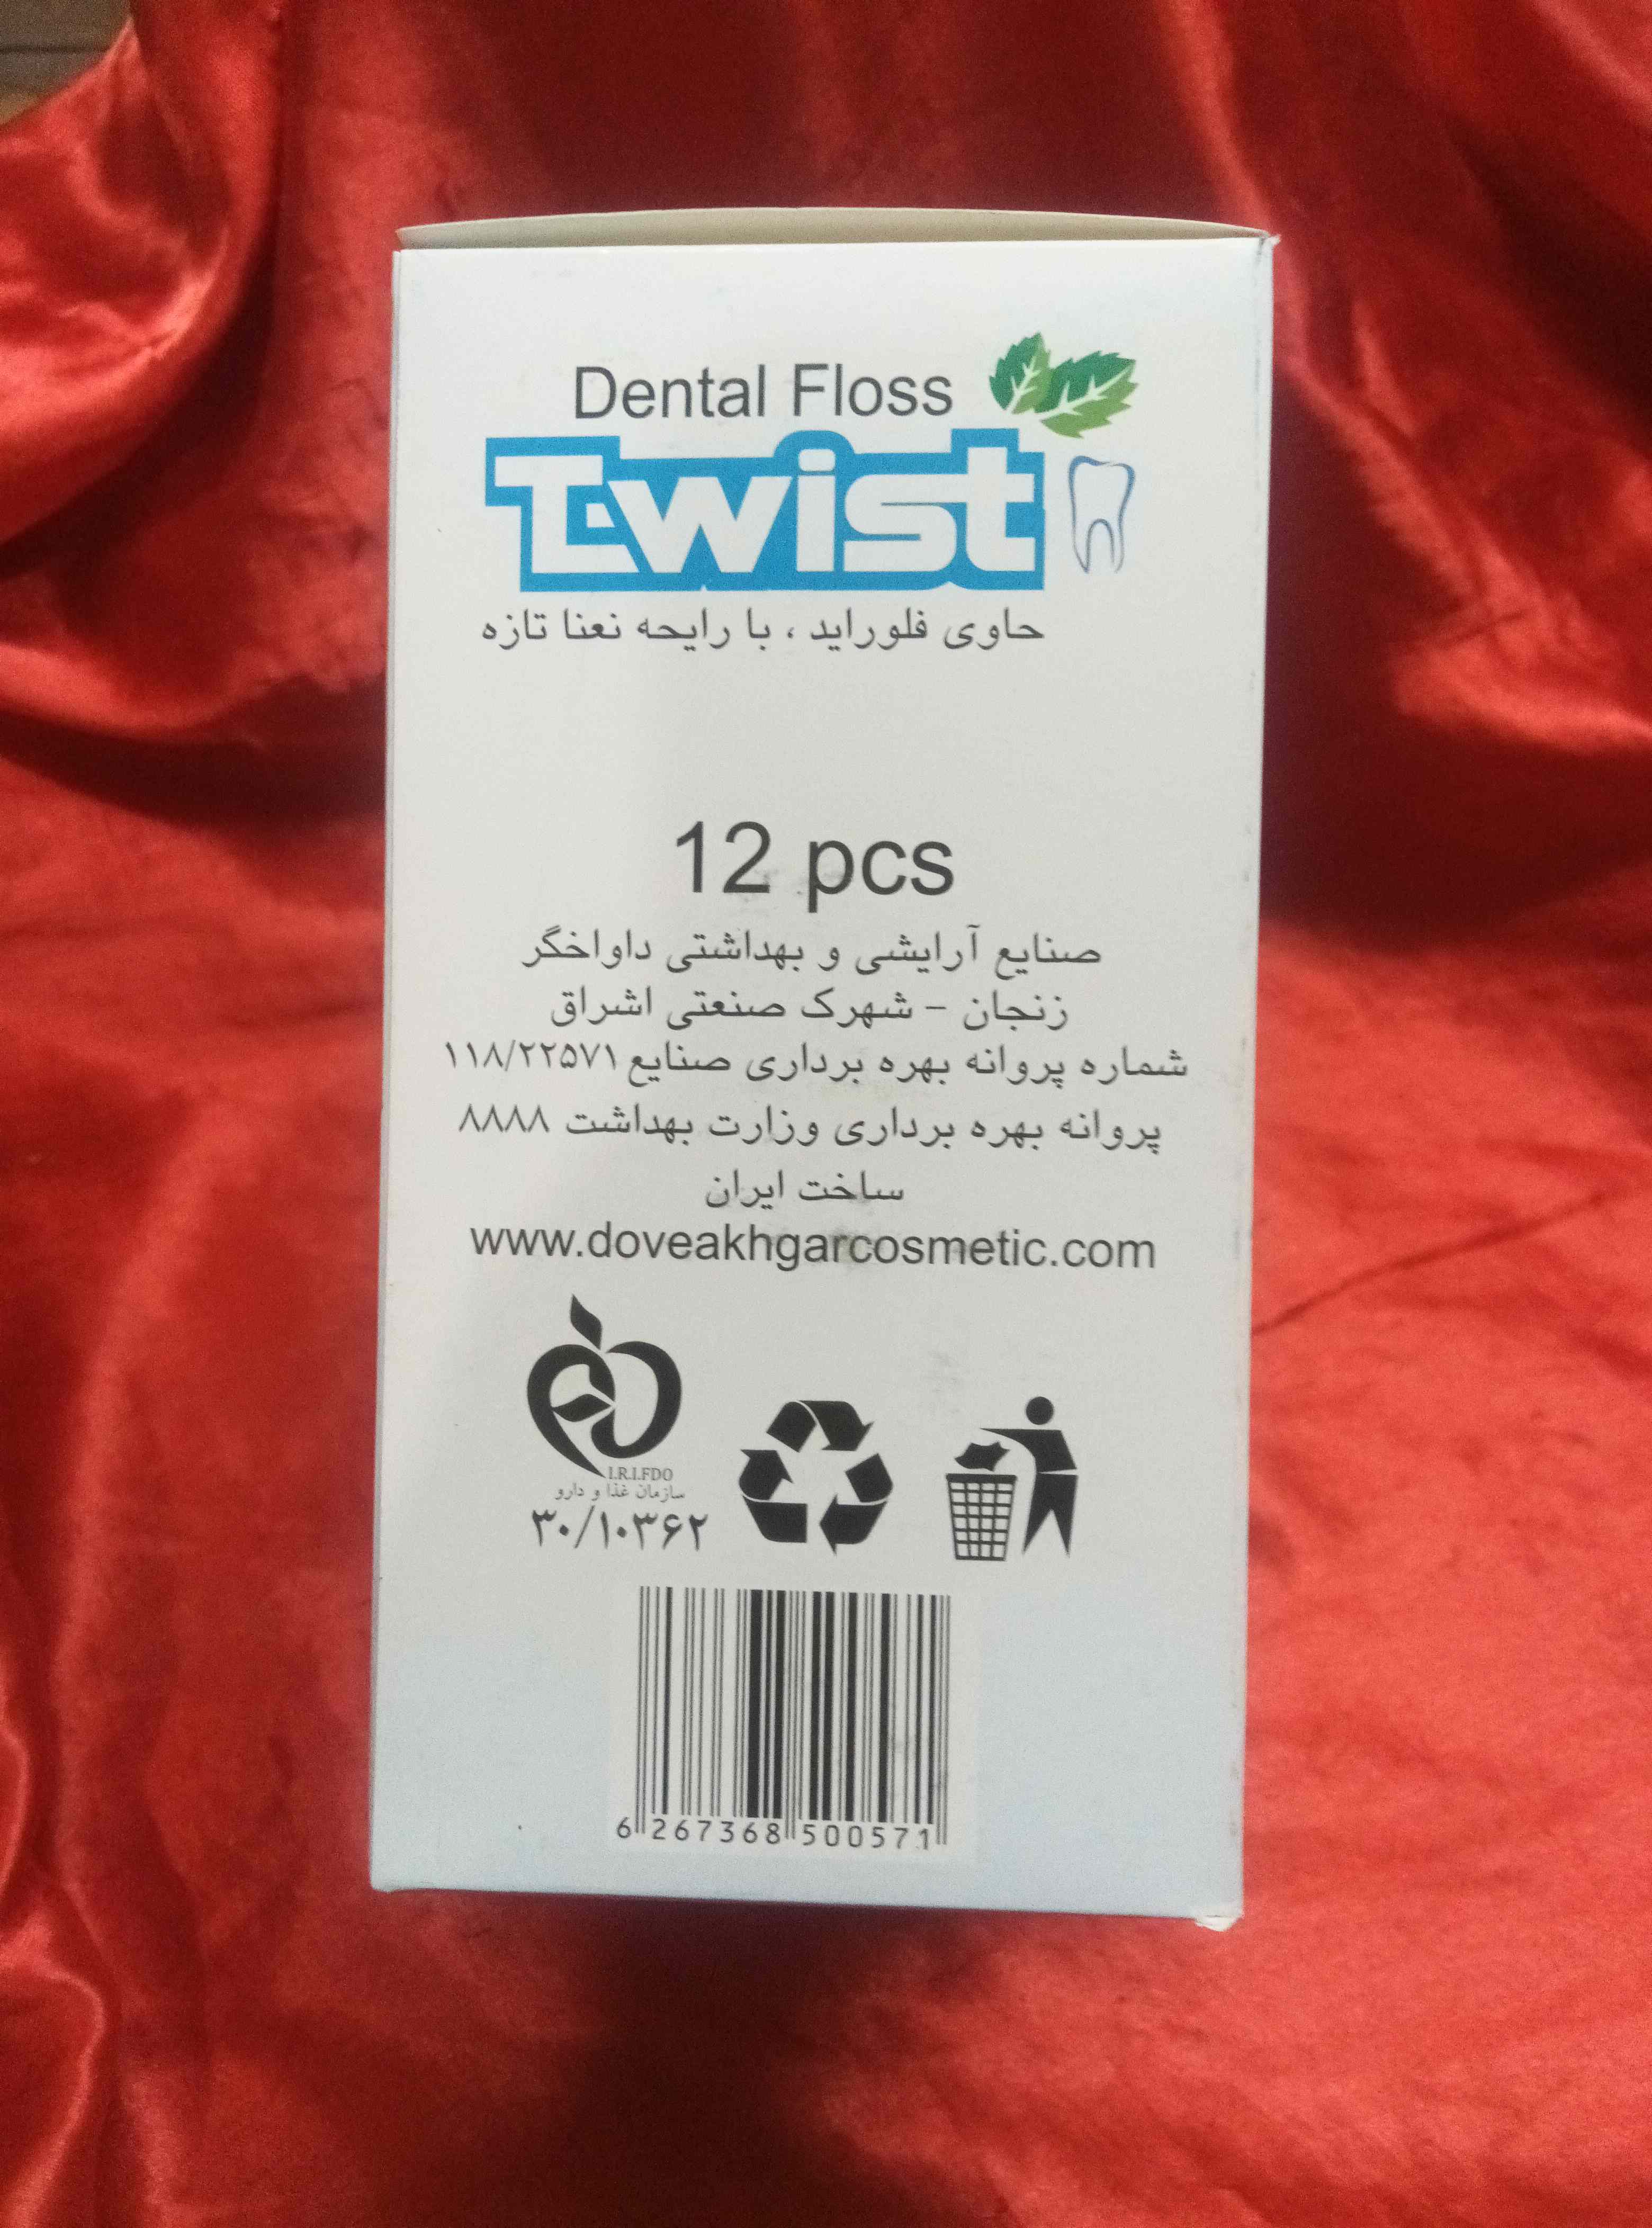 Dental Floss
Twist
حاوی فلوراید ، با رایحه نعنا تازه
12 pcs
صنایع آرایشی و بهداشتی داواخگر
زنجان - شهرک صنعتی اشراق
شماره پروانه بهره برداری صنایع ۱۱۸/۲۲۵۷۱
پروانه بهره برداری وزارت بهداشت ۸۸۸۸
ساخت ایران
www.doveakhgarcosmetic.com
I.R.I.FDO
سازمان غذا و دارو
۳۰/۱۰۳۶۲
6 267368 500571